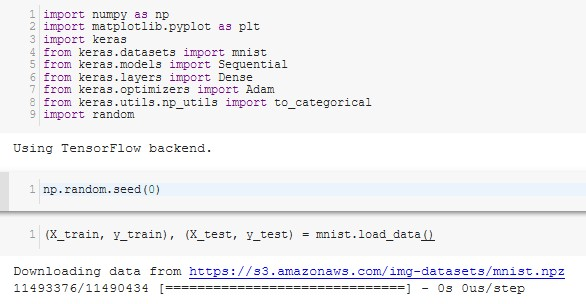 1 import numpy as np
2 import matplotlib.pyplot as plt
3 import keras
4 from keras.datasets import mnist
5 from keras.models import Sequential
6 from keras.layers import Dense
7 from keras.optimizers import Adam
8 from keras.utils.np_utils import to_categorical
9 import random
Using TensorFlow backend.
1 np.random.seed(0)
1 (X_train, y_train), (X_test, y_test) = mnist.load_data()
Downloading data from https://s3.amazonaws.com/img-datasets/mnist.npz
11493376/11490434 [==============================] - 0s 0us/step